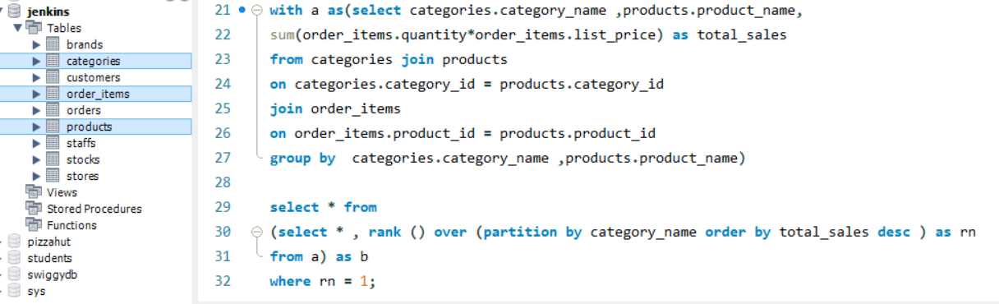 jenkins
Tables
brands
categories
customers
order_items
orders
products
staffs
stocks
stores
Views
Stored Procedures
Functions
pizzahut
students
swiggydb
sys
21 with a as(select categories.category_name ,products.product_name,
22 sum(order_items.quantity*order_items.list_price) as total_sales
23 from categories join products
24 on categories.category_id = products.category_id
25 join order_items
26 on order_items.product_id = products.product_id
27 group by  categories.category_name ,products.product_name)
28
29 select * from
30 (select * , rank () over (partition by category_name order by total_sales desc ) as rn
31 from a) as b
32 where rn = 1;